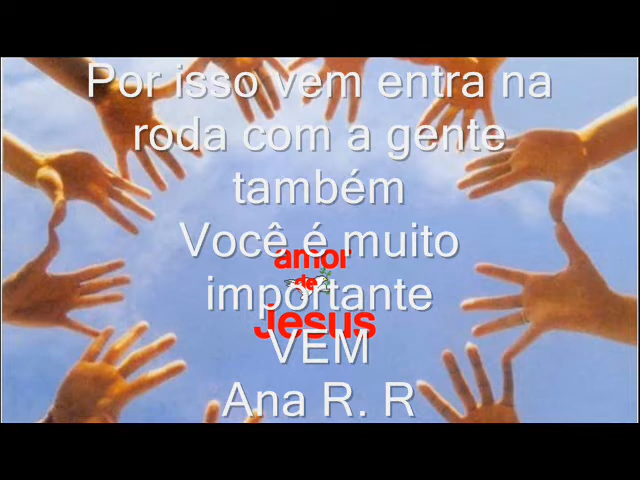 Por isso vem entra na
roda com a gente
também
Você é muito
amor
de
importante
Jesus
VEM
Ana R. R